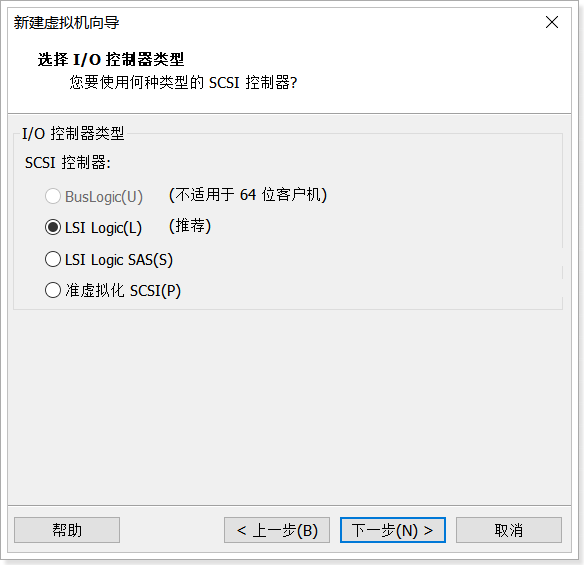 新建虚拟机向导
选择 I/O 控制器类型
您要使用何种类型的 SCSI 控制器?
I/O 控制器类型
SCSI 控制器:
BusLogic(U) (不适用于 64 位客户机)
LSI Logic(L) (推荐)
LSI Logic SAS(S)
准虚拟化 SCSI(P)
帮助 < 上一步(B) 下一步(N) > 取消